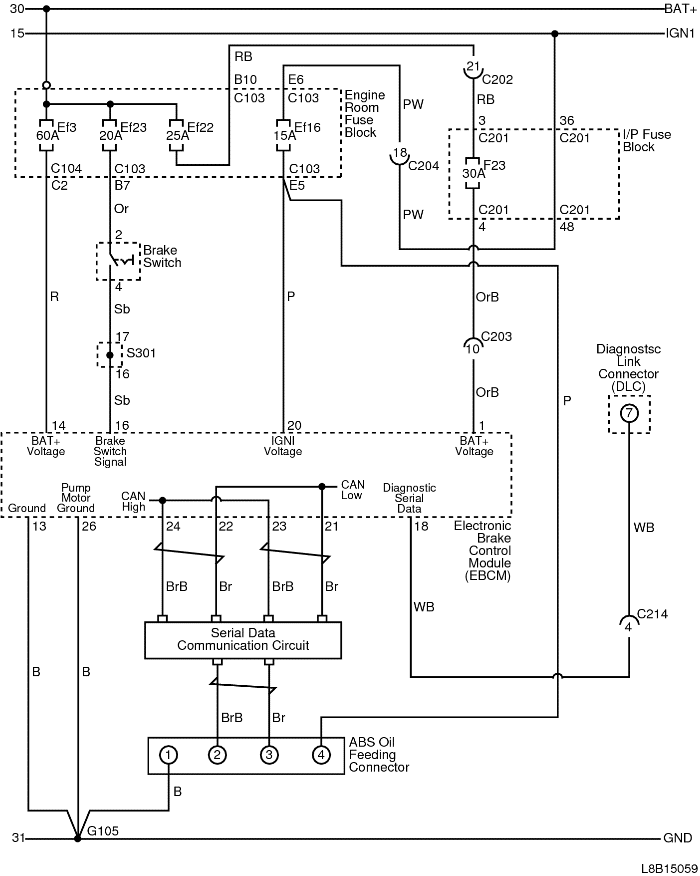 30 BAT+
15 IGN1
RB
21
C202
B10 E6
C103 C103
Engine
Room
Fuse
Block
PW
RB
3 36
C201 C201
I/P Fuse
Block
Ef3
60A
Ef23
20A
Ef22
25A
Ef16
15A
18
C204
F23
30A
C104 C103 C103
C2 B7 E5
PW
C201 C201
4 48
Or
2
Brake
Switch
4
R
Sb
P
OrB
17
S301
16
C203
10
Sb
OrB
P
Diagnostsc
Link
Connector
(DLC)
7
14 16 20 1
BAT+
Voltage
Brake
Switch
Signal
IGNI
Voltage
BAT+
Voltage
Ground
Pump
Motor
Ground
CAN
High
CAN
Low
Diagnostic
Serial
Data
13 26 24 22 23 21 18
Electronic
Brake
Control
Module
(EBCM)
WB
BrB Br BrB Br
WB
C214
4
Serial Data
Communication Circuit
B B
BrB Br
1 2 3 4
ABS Oil
Feeding
Connector
B
G105
31 GND
L8B15059